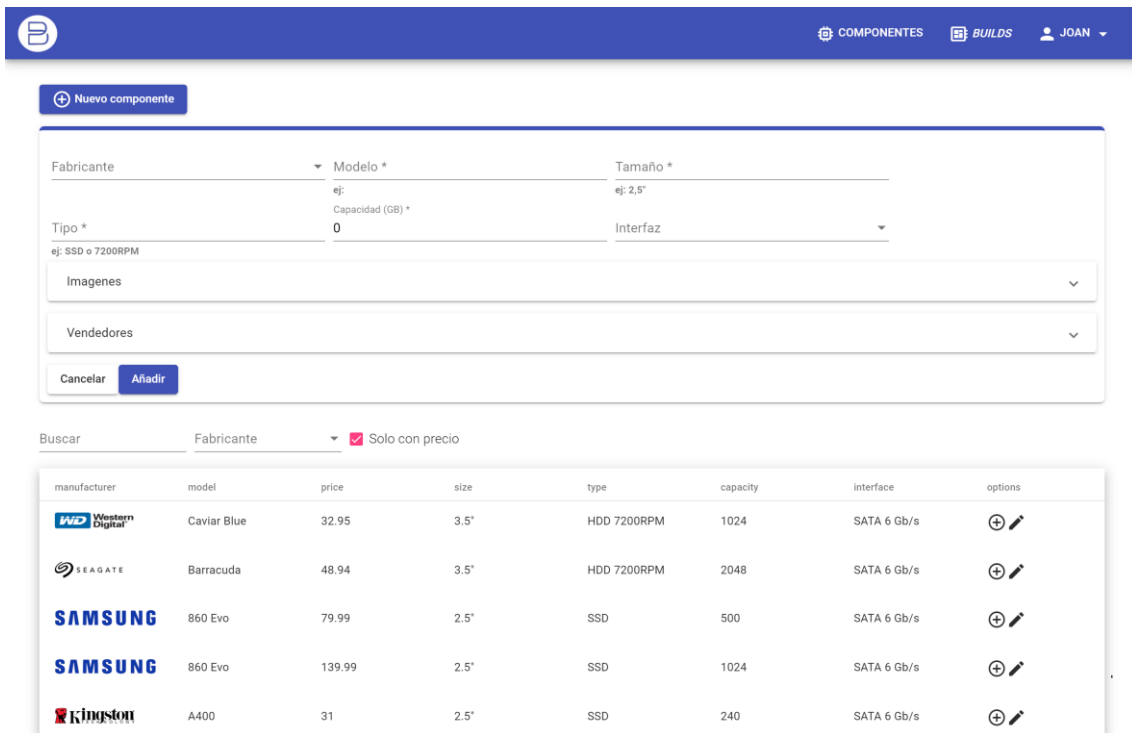 COMPONENTES BUILDS JOAN
Nuevo componente
Fabricante Modelo * Tamaño *
ej: ej: 2,5"
Capacidad (GB) *
Tipo * 0 Interfaz
ej: SSD o 7200RPM
Imagenes
Vendedores
Cancelar Añadir
Buscar Fabricante Solo con precio
manufacturer model price size type capacity interface options
WD Western Digital Caviar Blue 32.95 3.5" HDD 7200RPM 1024 SATA 6 Gb/s
SEAGATE Barracuda 48.94 3.5" HDD 7200RPM 2048 SATA 6 Gb/s
SAMSUNG 860 Evo 79.99 2.5" SSD 500 SATA 6 Gb/s
SAMSUNG 860 Evo 139.99 2.5" SSD 1024 SATA 6 Gb/s
Kingston A400 31 2.5" SSD 240 SATA 6 Gb/s